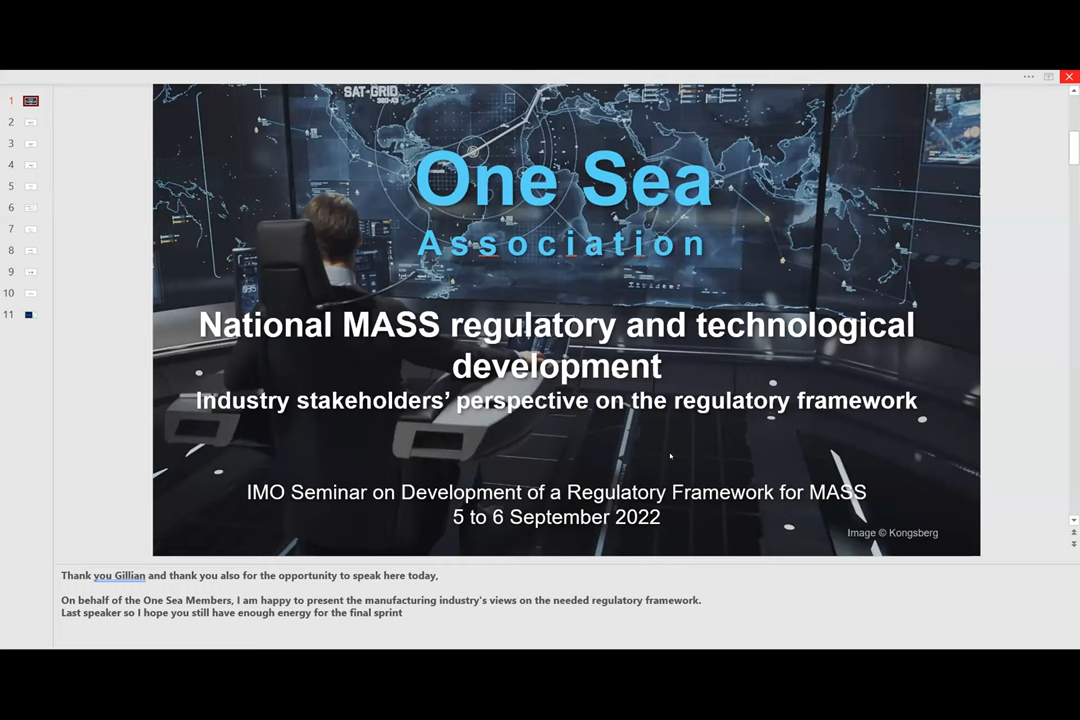 1
2
3
4
5
6
7
8
9
10
11
SAT-GRID
One Sea
Association
National MASS regulatory and technological
development
Industry stakeholders' perspective on the regulatory framework
IMO Seminar on Development of a Regulatory Framework for MASS
5 to 6 September 2022
Image © Kongsberg
Thank you Gillian and thank you also for the opportunity to speak here today,
On behalf of the One Sea Members, I am happy to present the manufacturing industry's views on the needed regulatory framework.
Last speaker so I hope you still have enough energy for the final sprint